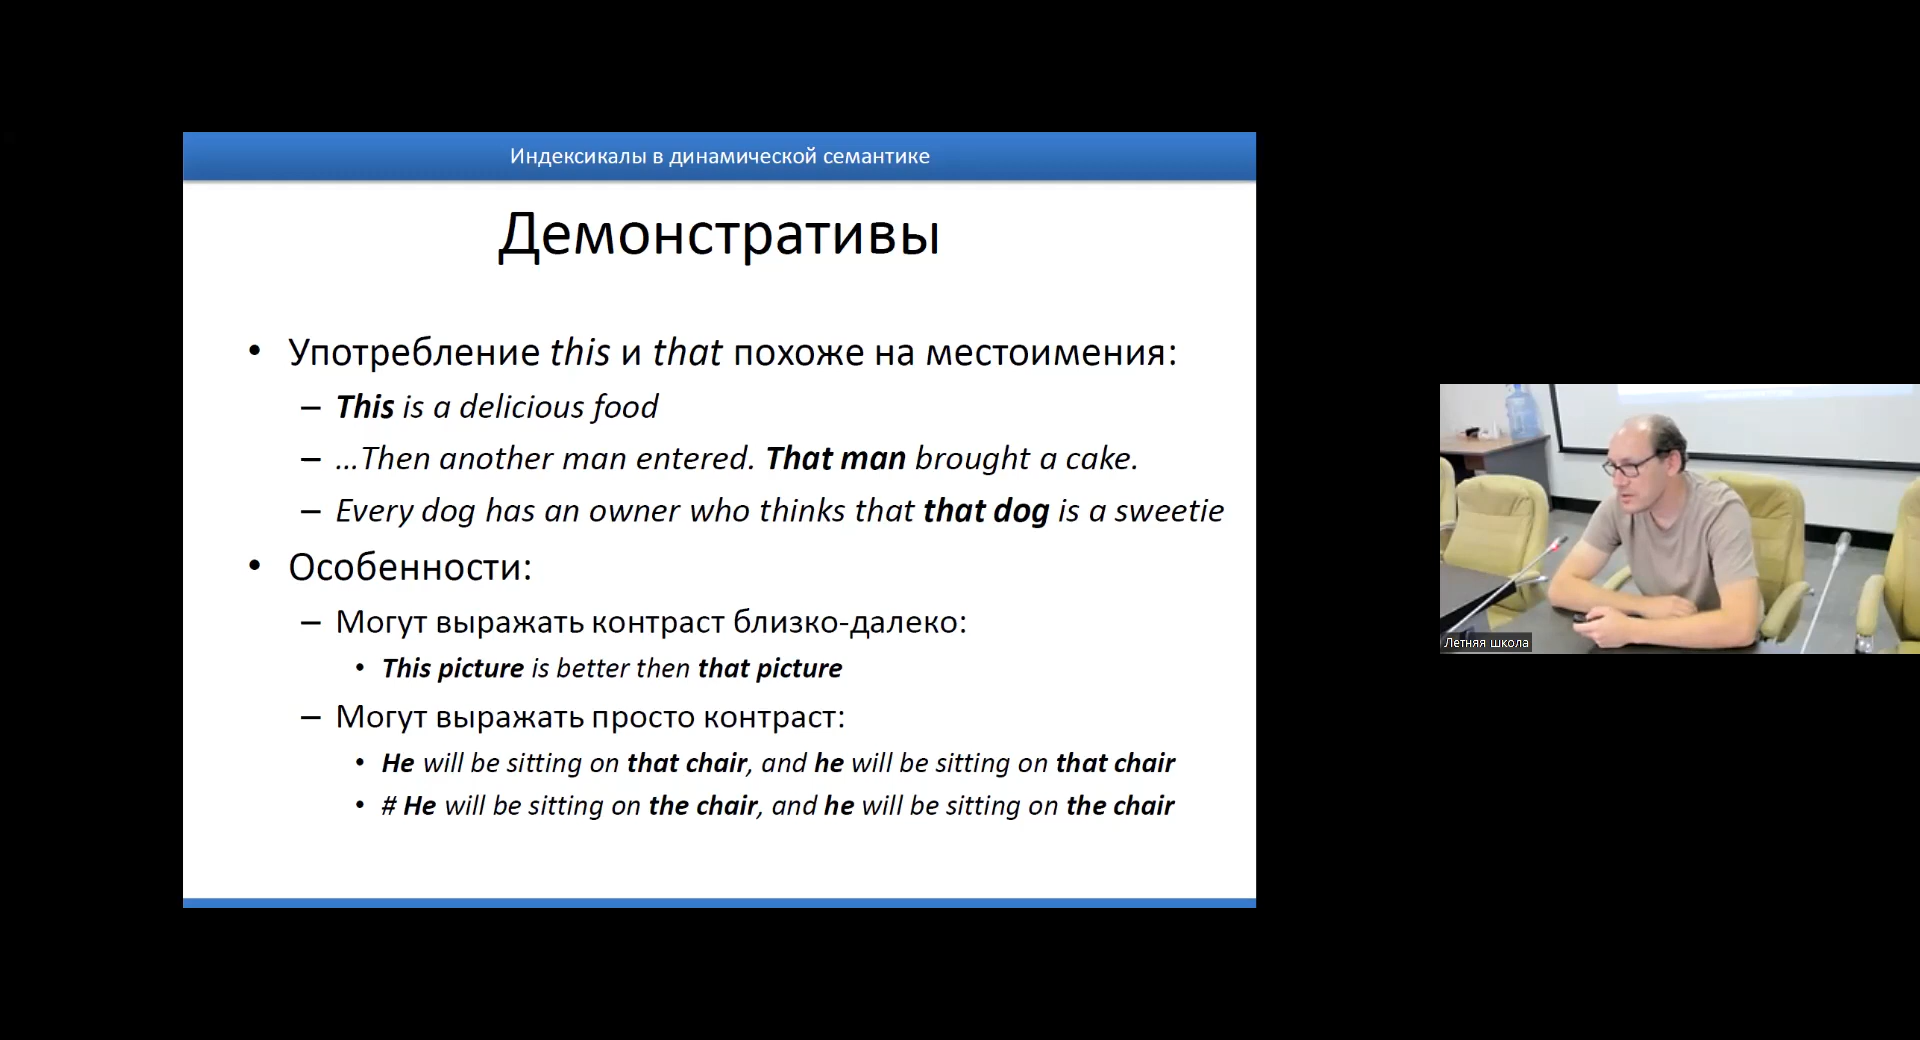 Индексикалы в динамической семантике
Демонстративы
• Употребление this и that похоже на местоимения:
– This is a delicious food
– …Then another man entered. That man brought a cake.
– Every dog has an owner who thinks that that dog is a sweetie
• Особенности:
– Могут выражать контраст близко-далеко:
• This picture is better then that picture
– Могут выражать просто контраст:
• He will be sitting on that chair, and he will be sitting on that chair
• # He will be sitting on the chair, and he will be sitting on the chair
Летняя школа